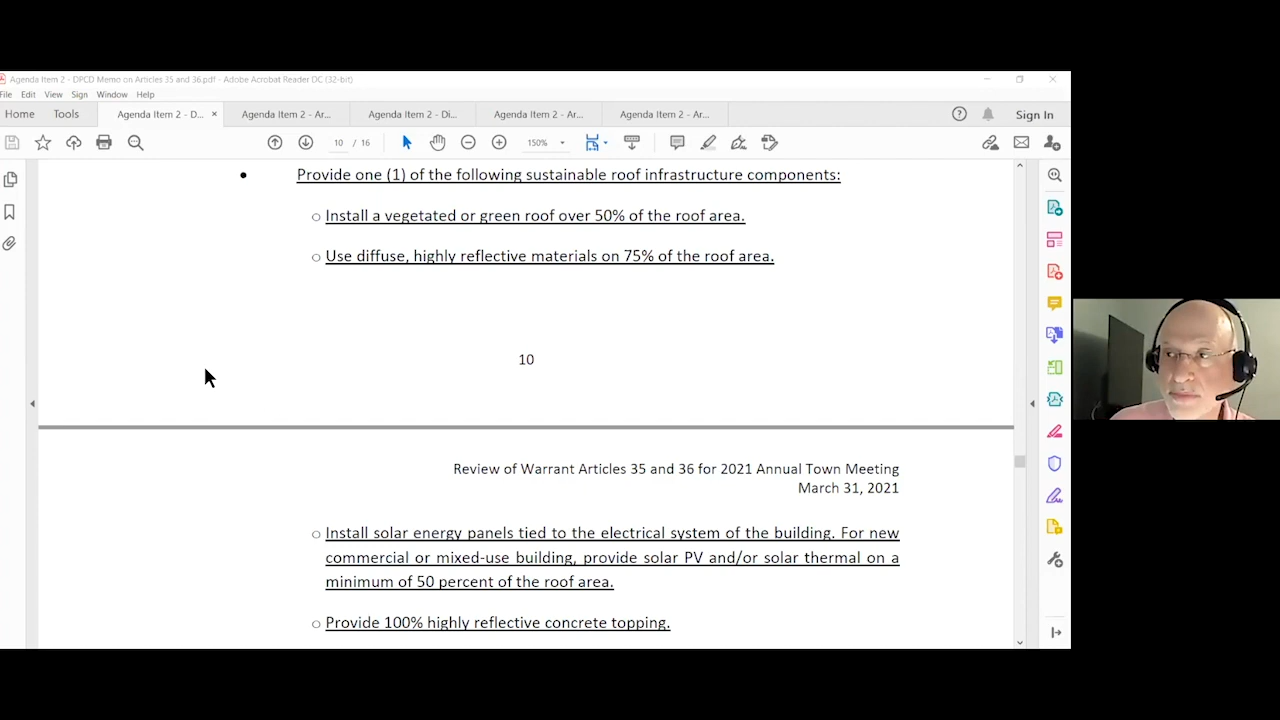 Agenda Item 2 - DPCD Memo on Articles 35 and 36.pdf - Adobe Acrobat Reader DC (32-bit)
File Edit View Sign Window Help
Home Tools Agenda Item 2 - D... × Agenda Item 2 - Ar... Agenda Item 2 - Di... Agenda Item 2 - Ar... Agenda Item 2 - Ar... Sign In
10 / 16 150%
• Provide one (1) of the following sustainable roof infrastructure components:
o Install a vegetated or green roof over 50% of the roof area.
o Use diffuse, highly reflective materials on 75% of the roof area.
10
Review of Warrant Articles 35 and 36 for 2021 Annual Town Meeting
March 31, 2021
o Install solar energy panels tied to the electrical system of the building. For new
commercial or mixed-use building, provide solar PV and/or solar thermal on a
minimum of 50 percent of the roof area.
o Provide 100% highly reflective concrete topping.